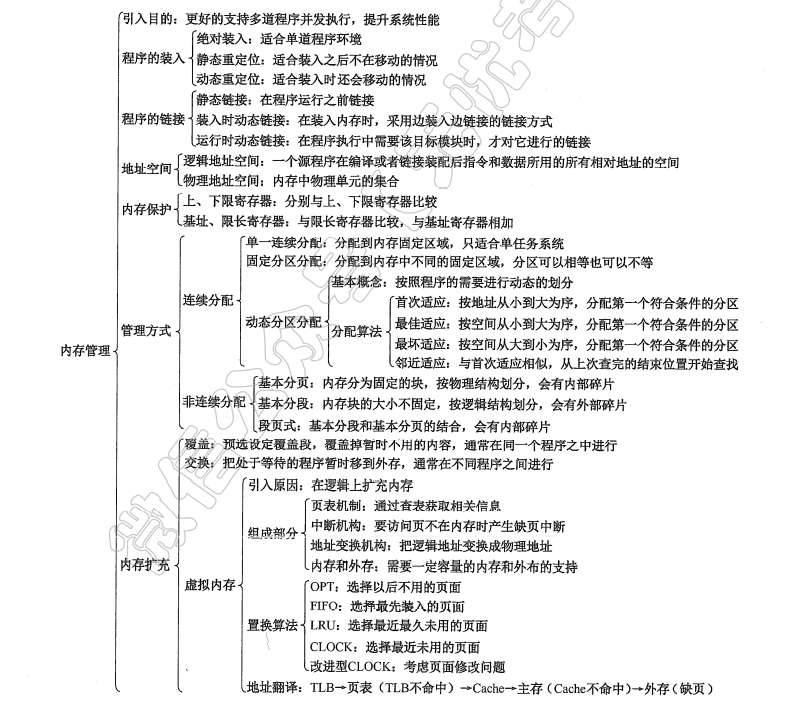 引入目的：更好的支持多道程序并发执行，提升系统性能
程序的装入
绝对装入：适合单道程序环境
静态重定位：适合装入之后不在移动的情况
动态重定位：适合装入时还会移动的情况
程序的链接
静态链接：在程序运行之前链接
装入时动态链接：在装入内存时，采用边装入边链接的链接方式
运行时动态链接：在程序执行中需要该目标模块时，才对它进行的链接
地址空间
逻辑地址空间：一个源程序在编译或者链接装配后指令和数据所用的所有相对地址的空间
物理地址空间：内存中物理单元的集合
内存保护
上、下限寄存器：分别与上、下限寄存器比较
基址、限长寄存器：与限长寄存器比较，与基址寄存器相加
内存管理
管理方式
连续分配
单一连续分配：分配到内存固定区域，只适合单任务系统
固定分区分配：分配到内存中不同的固定区域，分区可以相等也可以不等
动态分区分配
基本概念：按照程序的需要进行动态的划分
分配算法
首次适应：按地址从小到大为序，分配第一个符合条件的分区
最佳适应：按空间从小到大为序，分配第一个符合条件的分区
最坏适应：按空间从大到小为序，分配第一个符合条件的分区
邻近适应：与首次适应相似，从上次查完的结束位置开始查找
非连续分配
基本分页：内存分为固定的块，按物理结构划分，会有内部碎片
基本分段：内存块的大小不固定，按逻辑结构划分，会有外部碎片
段页式：基本分段和基本分页的结合，会有内部碎片
内存扩充
覆盖：预选设定覆盖段，覆盖掉暂时不用的内容，通常在同一个程序之中进行
交换：把处于等待的程序暂时移到外存，通常在不同程序之间进行
虚拟内存
引入原因：在逻辑上扩充内存
组成部分
页表机制：通过查表获取相关信息
中断机构：要访问页不在内存时产生缺页中断
地址变换机构：把逻辑地址变换成物理地址
内存和外存：需要一定容量的内存和外布的支持
置换算法
OPT：选择以后不用的页面
FIFO：选择最先装入的页面
LRU：选择最近最久未用的页面
CLOCK：选择最近未用的页面
改进型CLOCK：考虑页面修改问题
地址翻译：TLB→页表（TLB不命中）→Cache→主存（Cache不命中)→外存（缺页）
微信公众号